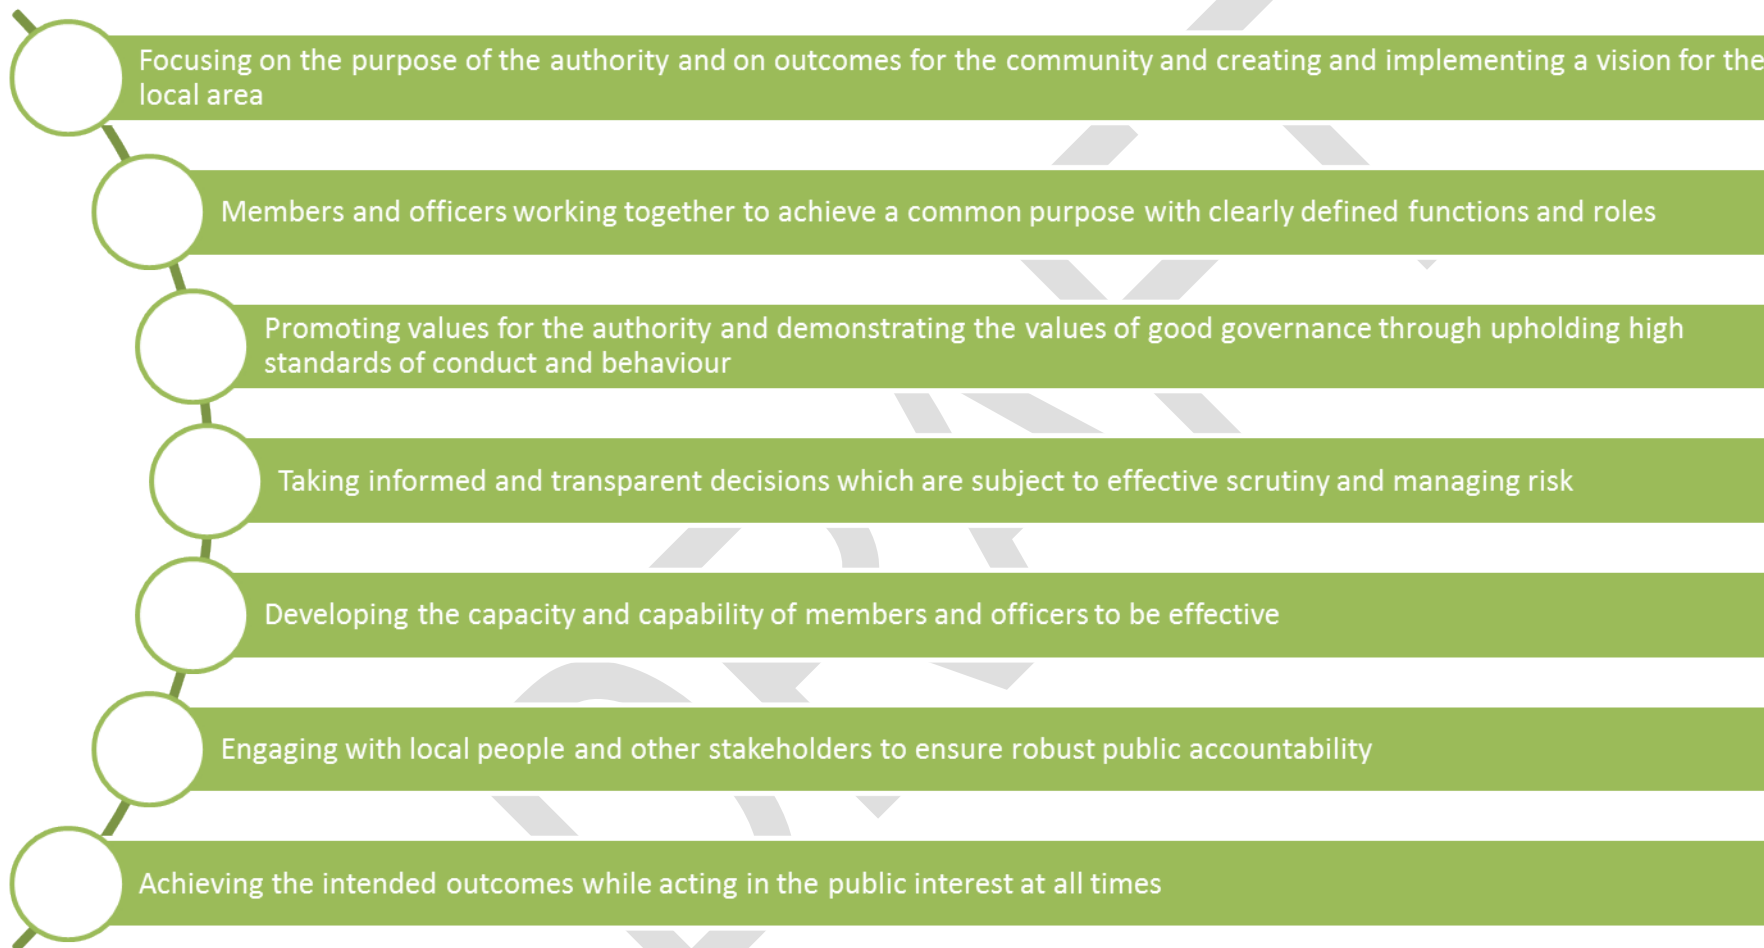 Focusing on the purpose of the authority and on outcomes for the community and creating and implementing a vision for the
local area
Members and officers working together to achieve a common purpose with clearly defined functions and roles
Promoting values for the authority and demonstrating the values of good governance through upholding high
standards of conduct and behaviour
Taking informed and transparent decisions which are subject to effective scrutiny and managing risk
Developing the capacity and capability of members and officers to be effective
Engaging with local people and other stakeholders to ensure robust public accountability
Achieving the intended outcomes while acting in the public interest at all times